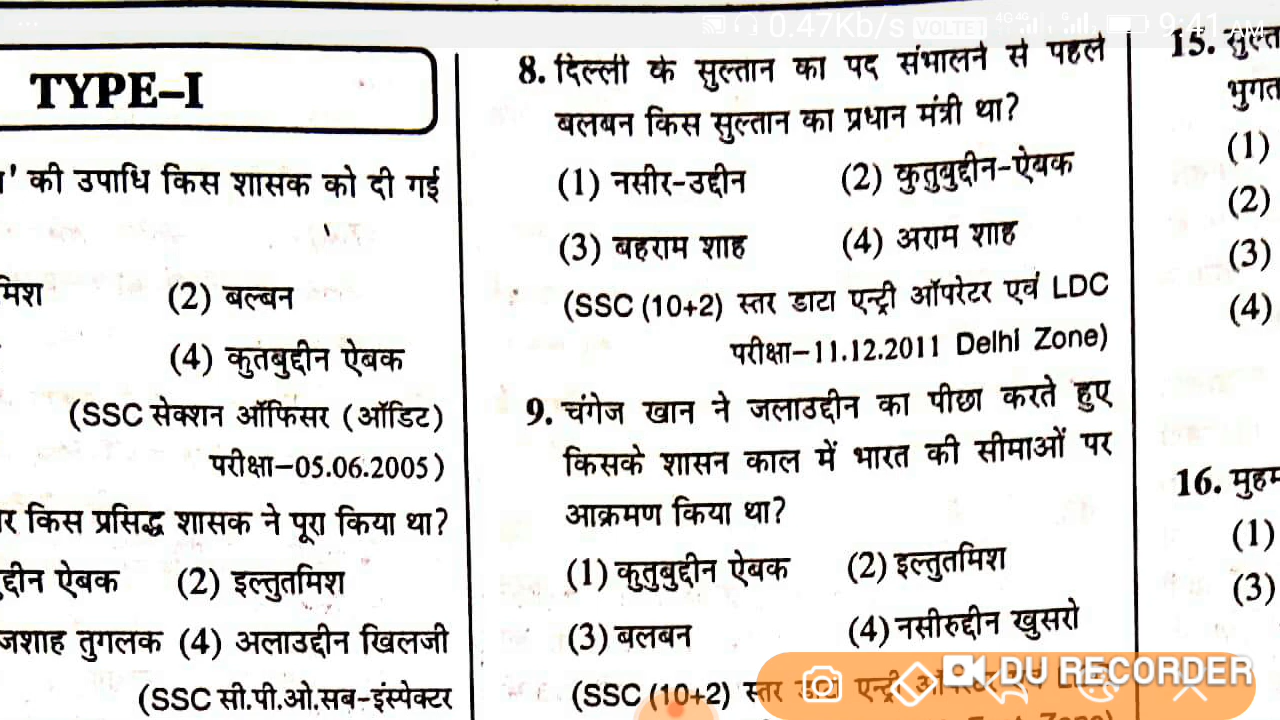 0.47Kb/s VOLTE 9:41 AM
TYPE–I
' की उपाधि किस शासक को दी गई
(2) बल्बन
(4) कुतबुद्दीन ऐबक
(SSC सेक्शन ऑफिसर (ऑडिट)
परीक्षा–05.06.2005)
किस प्रसिद्ध शासक ने पूरा किया था?
ऐबक (2) इल्तुतमिश
तुगलक (4) अलाउद्दीन खिलजी
(SSC सी.पी.ओ.सब–इंस्पेक्टर
8. दिल्ली के सुल्तान का पद संभालने से पहले
बलबन किस सुल्तान का प्रधान मंत्री था?
(1) नसीर-उद्दीन (2) कुतुबुद्दीन-ऐबक
(3) बहराम शाह (4) अराम शाह
(SSC (10+2) स्तर डाटा एन्ट्री ऑपरेटर एवं LDC
परीक्षा–11.12.2011 Delhi Zone)
9. चंगेज खान ने जलाउद्दीन का पीछा करते हुए
किसके शासन काल में भारत की सीमाओं पर
आक्रमण किया था?
(1) कुतुबुद्दीन ऐबक (2) इल्तुतमिश
(3) बलबन (4) नसीरुद्दीन खुसरो
(SSC (10+2) स्तर डाटा एन्ट्री
DU RECORDER
15.
(1)
(2)
(3)
(4)
16.
(1)
(3)